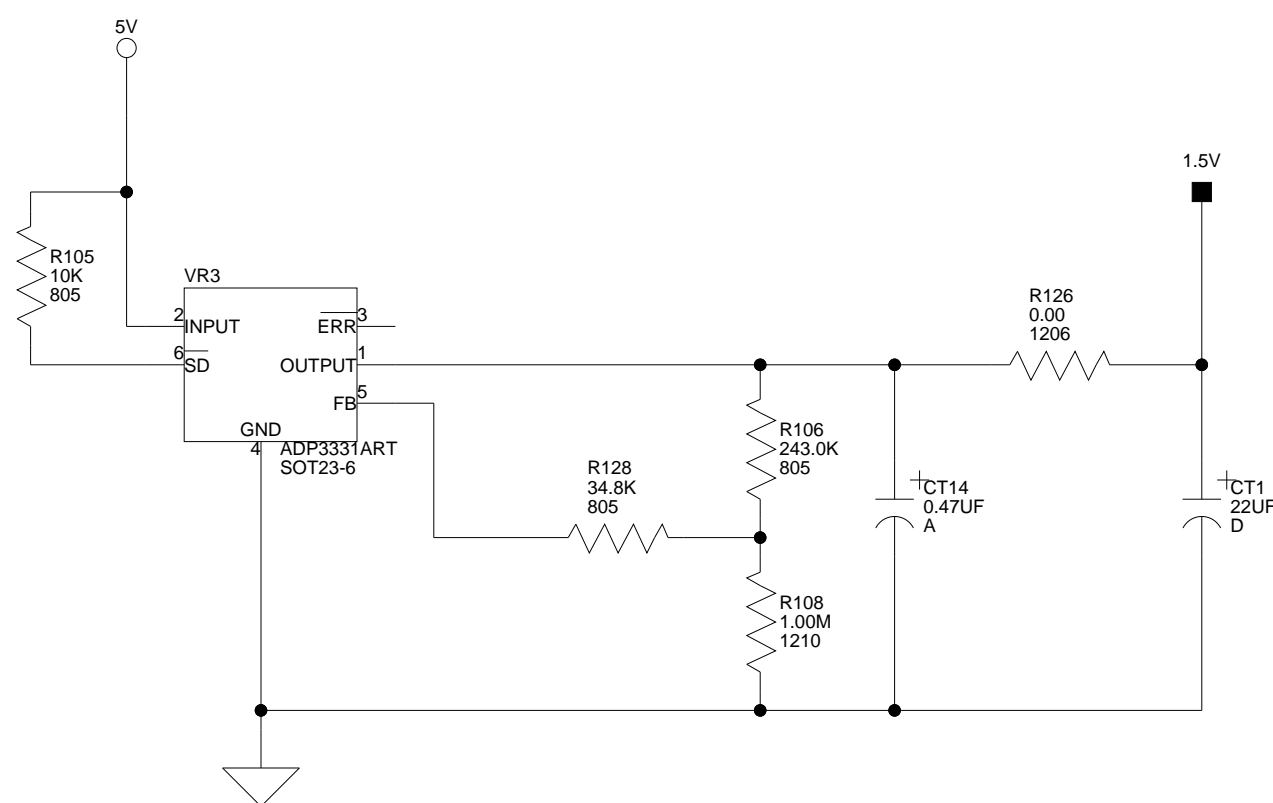 5V
1.5V
R105
10K
805
VR3
2
INPUT
6
SD
ERR
3
OUTPUT
1
FB
5
GND
4
ADP3331ART
SOT23-6
R126
0.00
1206
R106
243.0K
805
R128
34.8K
805
CT14
0.47UF
A
CT1
22UF
D
R108
1.00M
1210